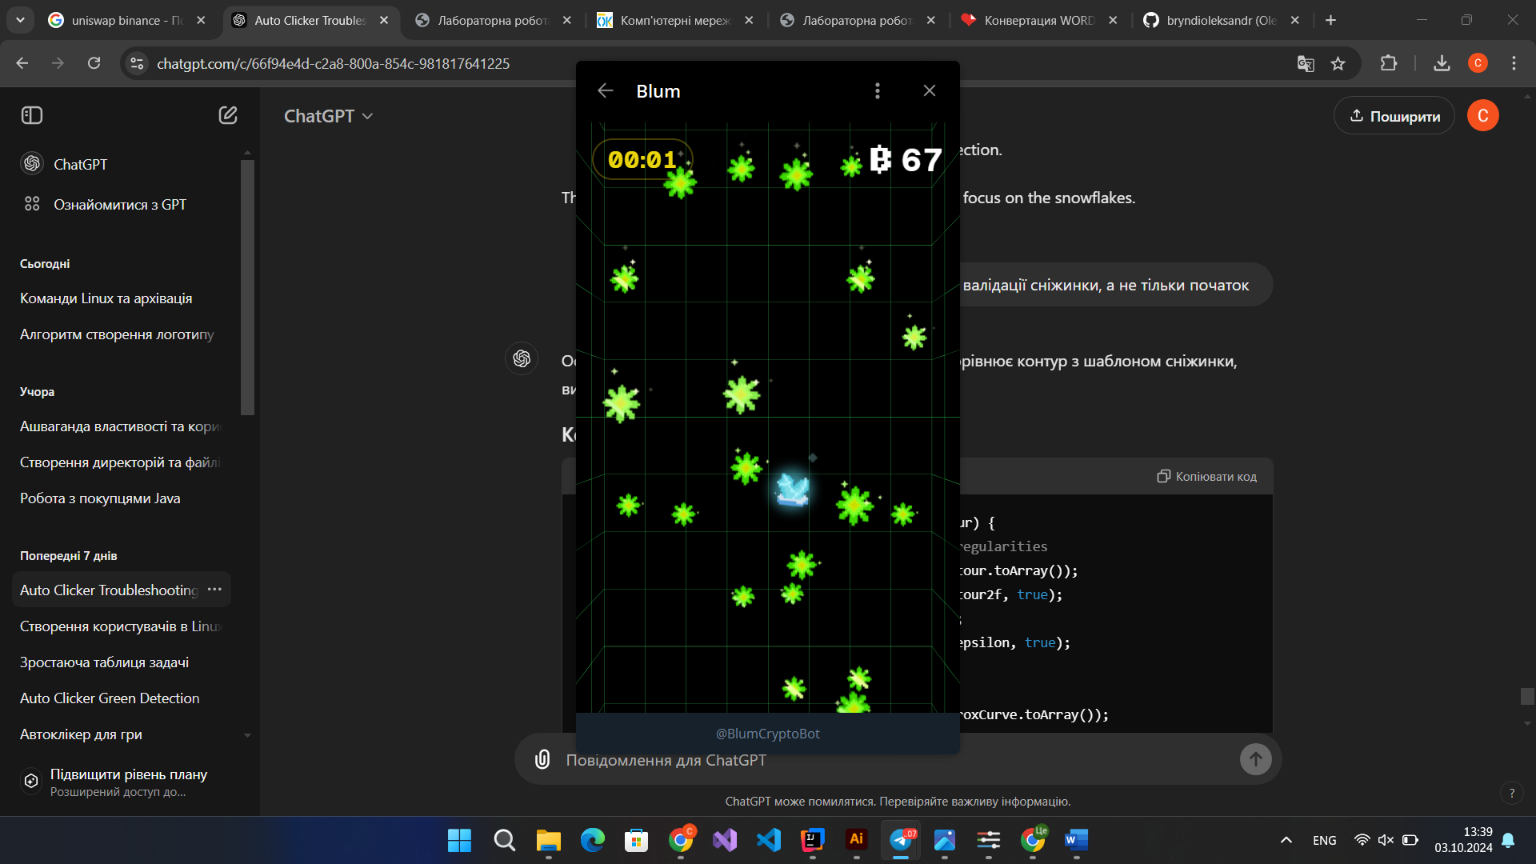 uniswap binance - По
Auto Clicker Troubles
Лабораторна робот
Комп'ютерні мереж
Лабораторна робот
Конвертация WORD
bryndioleksandr (Ole
chatgpt.com/c/66f94e4d-c2a8-800a-854c-981817641225
C
ChatGPT
Поширити
C
ChatGPT
Ознайомитися з GPT
Сьогодні
Команди Linux та архівація
Алгоритм створення логотипу
Учора
Ашваганда властивості та кори
Створення директорій та файлі
Робота з покупцями Java
Попередні 7 днів
Auto Clicker Troubleshooting
Створення користувачів в Linu
Зростаюча таблиця задачі
Auto Clicker Green Detection
Автоклікер для гри
Підвищити рівень плану
Розширений доступ до...
Blum
00:01
67
@BlumCryptoBot
ection.
Th
focus on the snowflakes.
валідації сніжинки, а не тільки початок
Ос
орівнює контур з шаблоном сніжинки,
ви
Ко
Копіювати код
ur) {
regularities
tour.toArray());
tour2f, true);
;
epsilon, true);
oxCurve.toArray());
Повідомлення для ChatGPT
ChatGPT може помилятися. Перевіряйте важливу інформацію.
?
ENG
13:39
03.10.2024